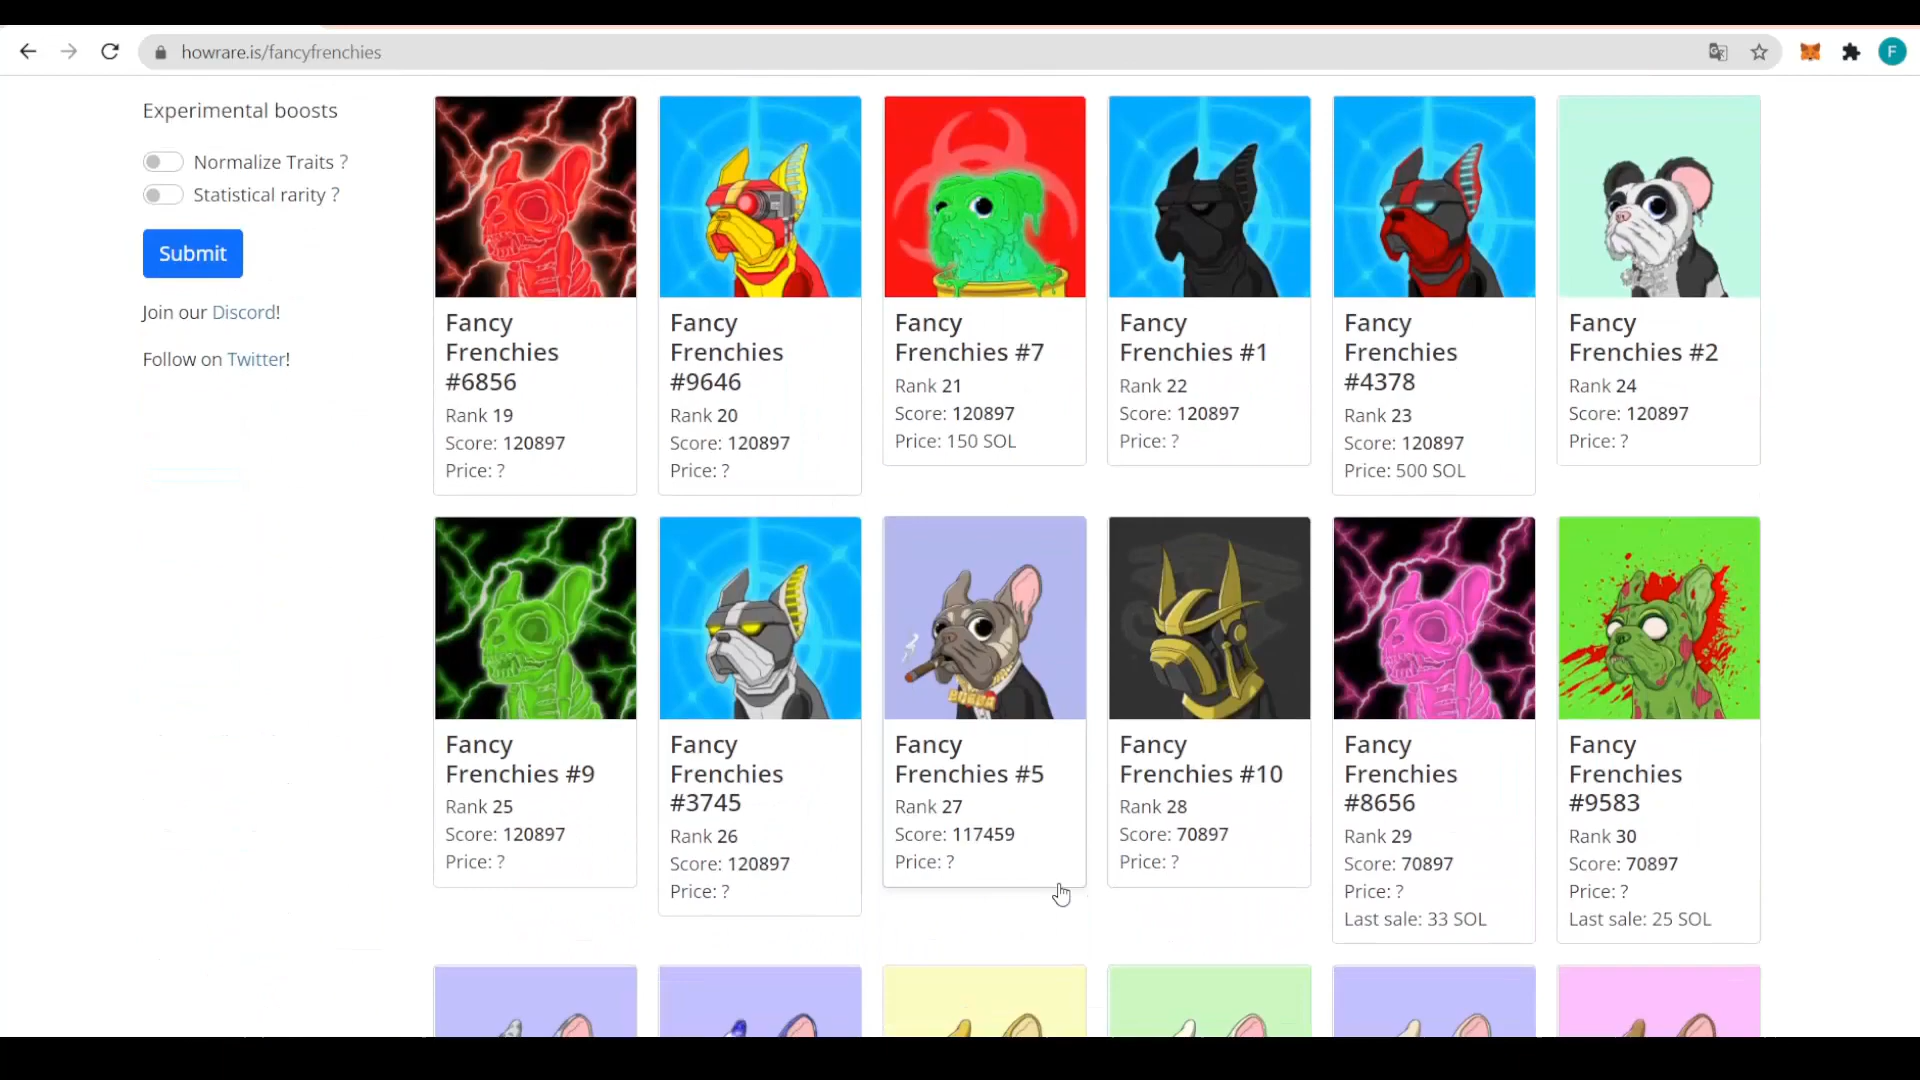 howrare.is/fancyfrenchies
F
Experimental boosts
Normalize Traits ?
Statistical rarity ?
Submit
Join our Discord!
Follow on Twitter!
Fancy
Frenchies
#6856
Rank 19
Score: 120897
Price: ?
Fancy
Frenchies
#9646
Rank 20
Score: 120897
Price: ?
Fancy
Frenchies #7
Rank 21
Score: 120897
Price: 150 SOL
Fancy
Frenchies #1
Rank 22
Score: 120897
Price: ?
Fancy
Frenchies
#4378
Rank 23
Score: 120897
Price: 500 SOL
Fancy
Frenchies #2
Rank 24
Score: 120897
Price: ?
Fancy
Frenchies #9
Rank 25
Score: 120897
Price: ?
Fancy
Frenchies
#3745
Rank 26
Score: 120897
Price: ?
Fancy
Frenchies #5
Rank 27
Score: 117459
Price: ?
Fancy
Frenchies #10
Rank 28
Score: 70897
Price: ?
Fancy
Frenchies
#8656
Rank 29
Score: 70897
Price: ?
Last sale: 33 SOL
Fancy
Frenchies
#9583
Rank 30
Score: 70897
Price: ?
Last sale: 25 SOL